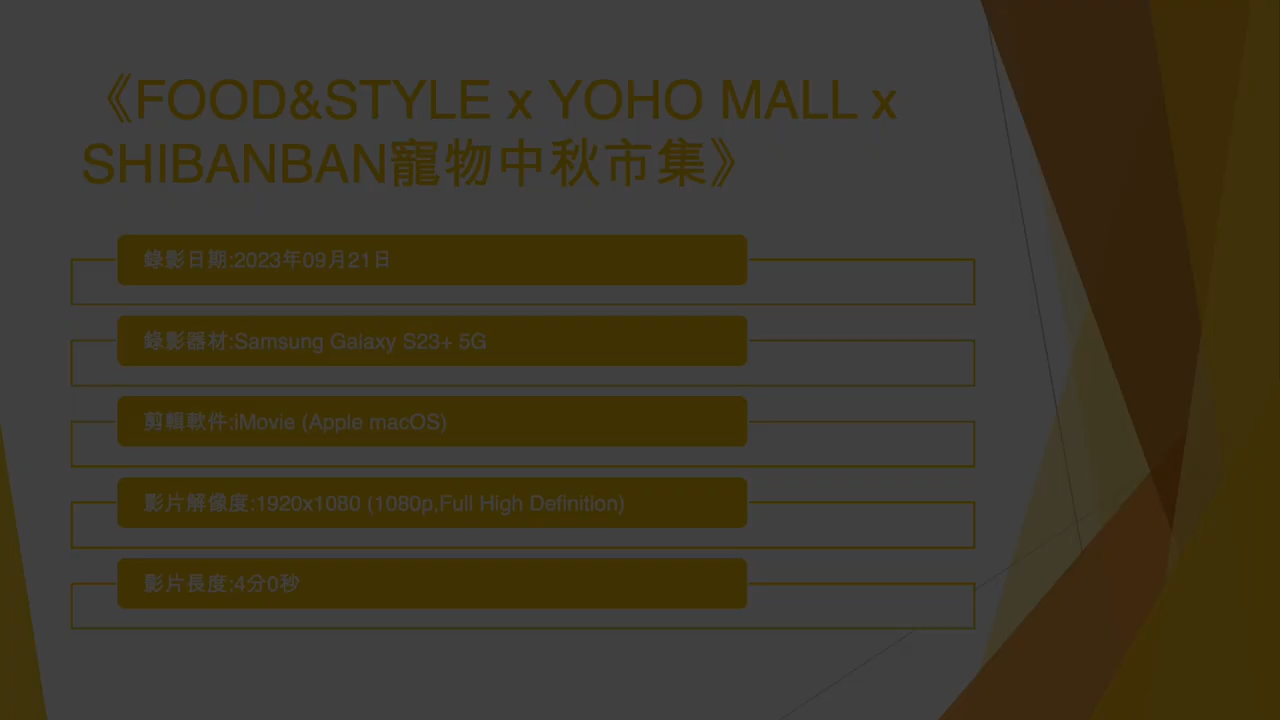 《FOOD&STYLE x YOHO MALL x
SHIBANBAN寵物中秋市集》
錄影日期:2023年09月21日
錄影器材:Samsung Galaxy S23+ 5G
剪輯軟件:iMovie (Apple macOS)
影片解像度:1920x1080 (1080p,Full High Definition)
影片長度:4分0秒